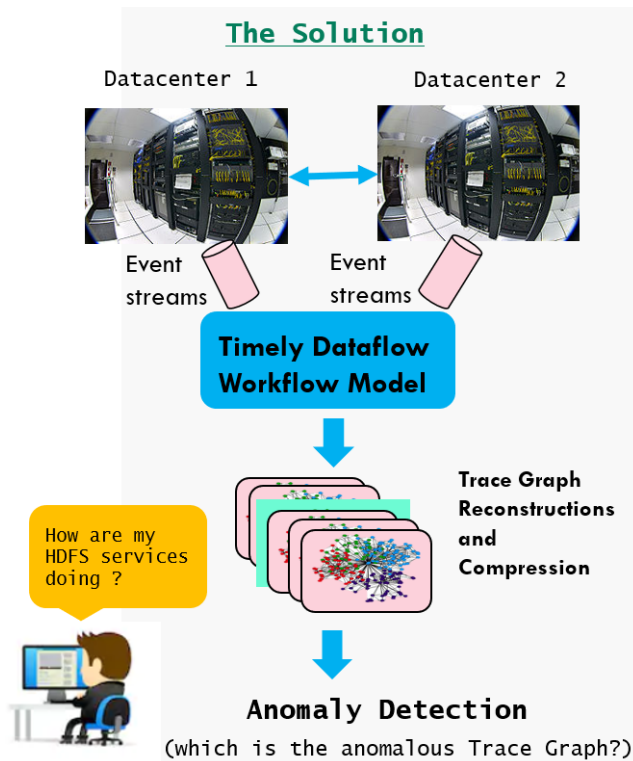 The Solution
Datacenter 1
Datacenter 2
Event
streams
Event
streams
Timely Dataflow
Workflow Model
Trace Graph
Reconstructions
and
Compression
How are my
HDFS services
doing ?
Anomaly Detection
(which is the anomalous Trace Graph?)